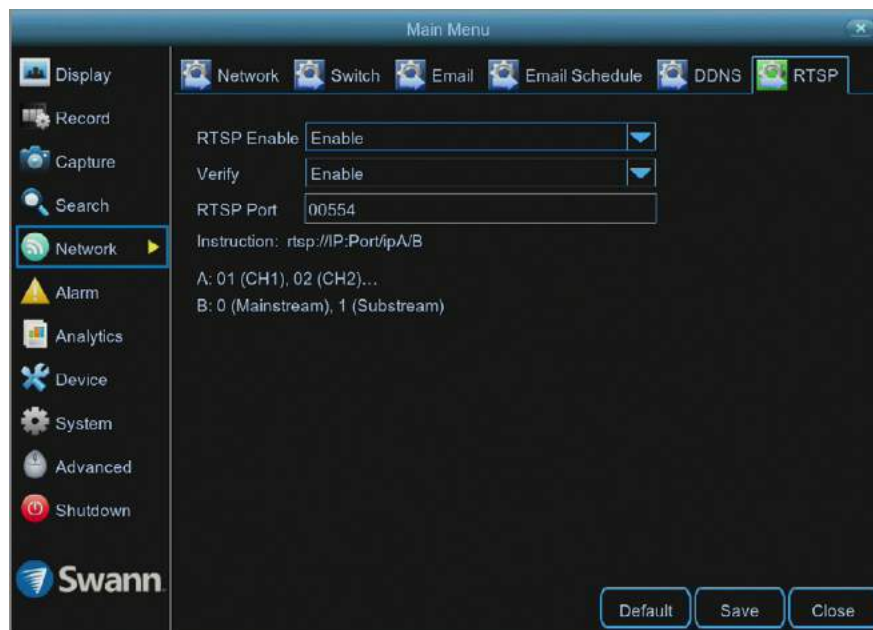 Main Menu
Display
Record
Capture
Search
Network
Alarm
Analytics
Device
System
Advanced
Shutdown
Swann
Network Switch Email Email Schedule DDNS RTSP
RTSP Enable Enable
Verify Enable
RTSP Port 00554
Instruction: rtsp://IP:Port/ipA/B
A: 01 (CH1), 02 (CH2)...
B: 0 (Mainstream), 1 (Substream)
Default Save Close